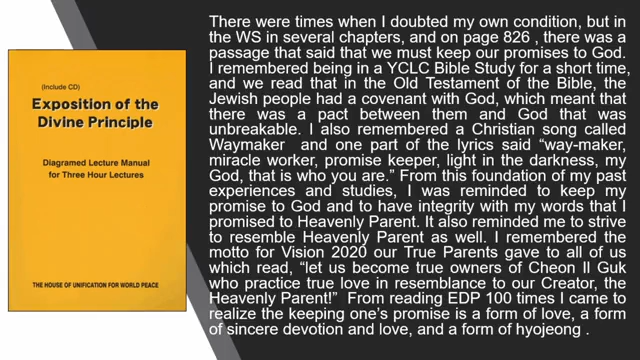 (Include CD)
Exposition of the
Divine Principle
Diagramed Lecture Manual
for Three Hour Lectures
THE HOUSE OF UNIFICATION FOR WORLD PEACE
There were times when I doubted my own condition, but in
the WS in several chapters, and on page 826 , there was a
passage that said that we must keep our promises to God.
I remembered being in a YCLC Bible Study for a short time,
and we read that in the Old Testament of the Bible, the
Jewish people had a covenant with God, which meant that
there was a pact between them and God that was
unbreakable. I also remembered a Christian song called
Waymaker and one part of the lyrics said “way-maker,
miracle worker, promise keeper, light in the darkness, my
God, that is who you are.” From this foundation of my past
experiences and studies, I was reminded to keep my
promise to God and to have integrity with my words that I
promised to Heavenly Parent. It also reminded me to strive
to resemble Heavenly Parent as well. I remembered the
motto for Vision 2020 our True Parents gave to all of us
which read, “let us become true owners of Cheon Il Guk
who practice true love in resemblance to our Creator, the
Heavenly Parent!” From reading EDP 100 times I came to
realize the keeping one’s promise is a form of love, a form
of sincere devotion and love, and a form of hyojeong .